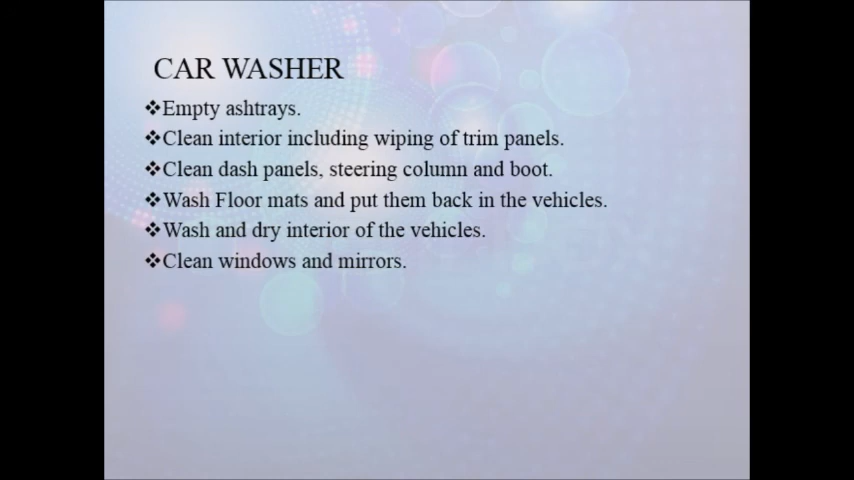 CAR WASHER
❖Empty ashtrays.
❖Clean interior including wiping of trim panels.
❖Clean dash panels, steering column and boot.
❖Wash Floor mats and put them back in the vehicles.
❖Wash and dry interior of the vehicles.
❖Clean windows and mirrors.